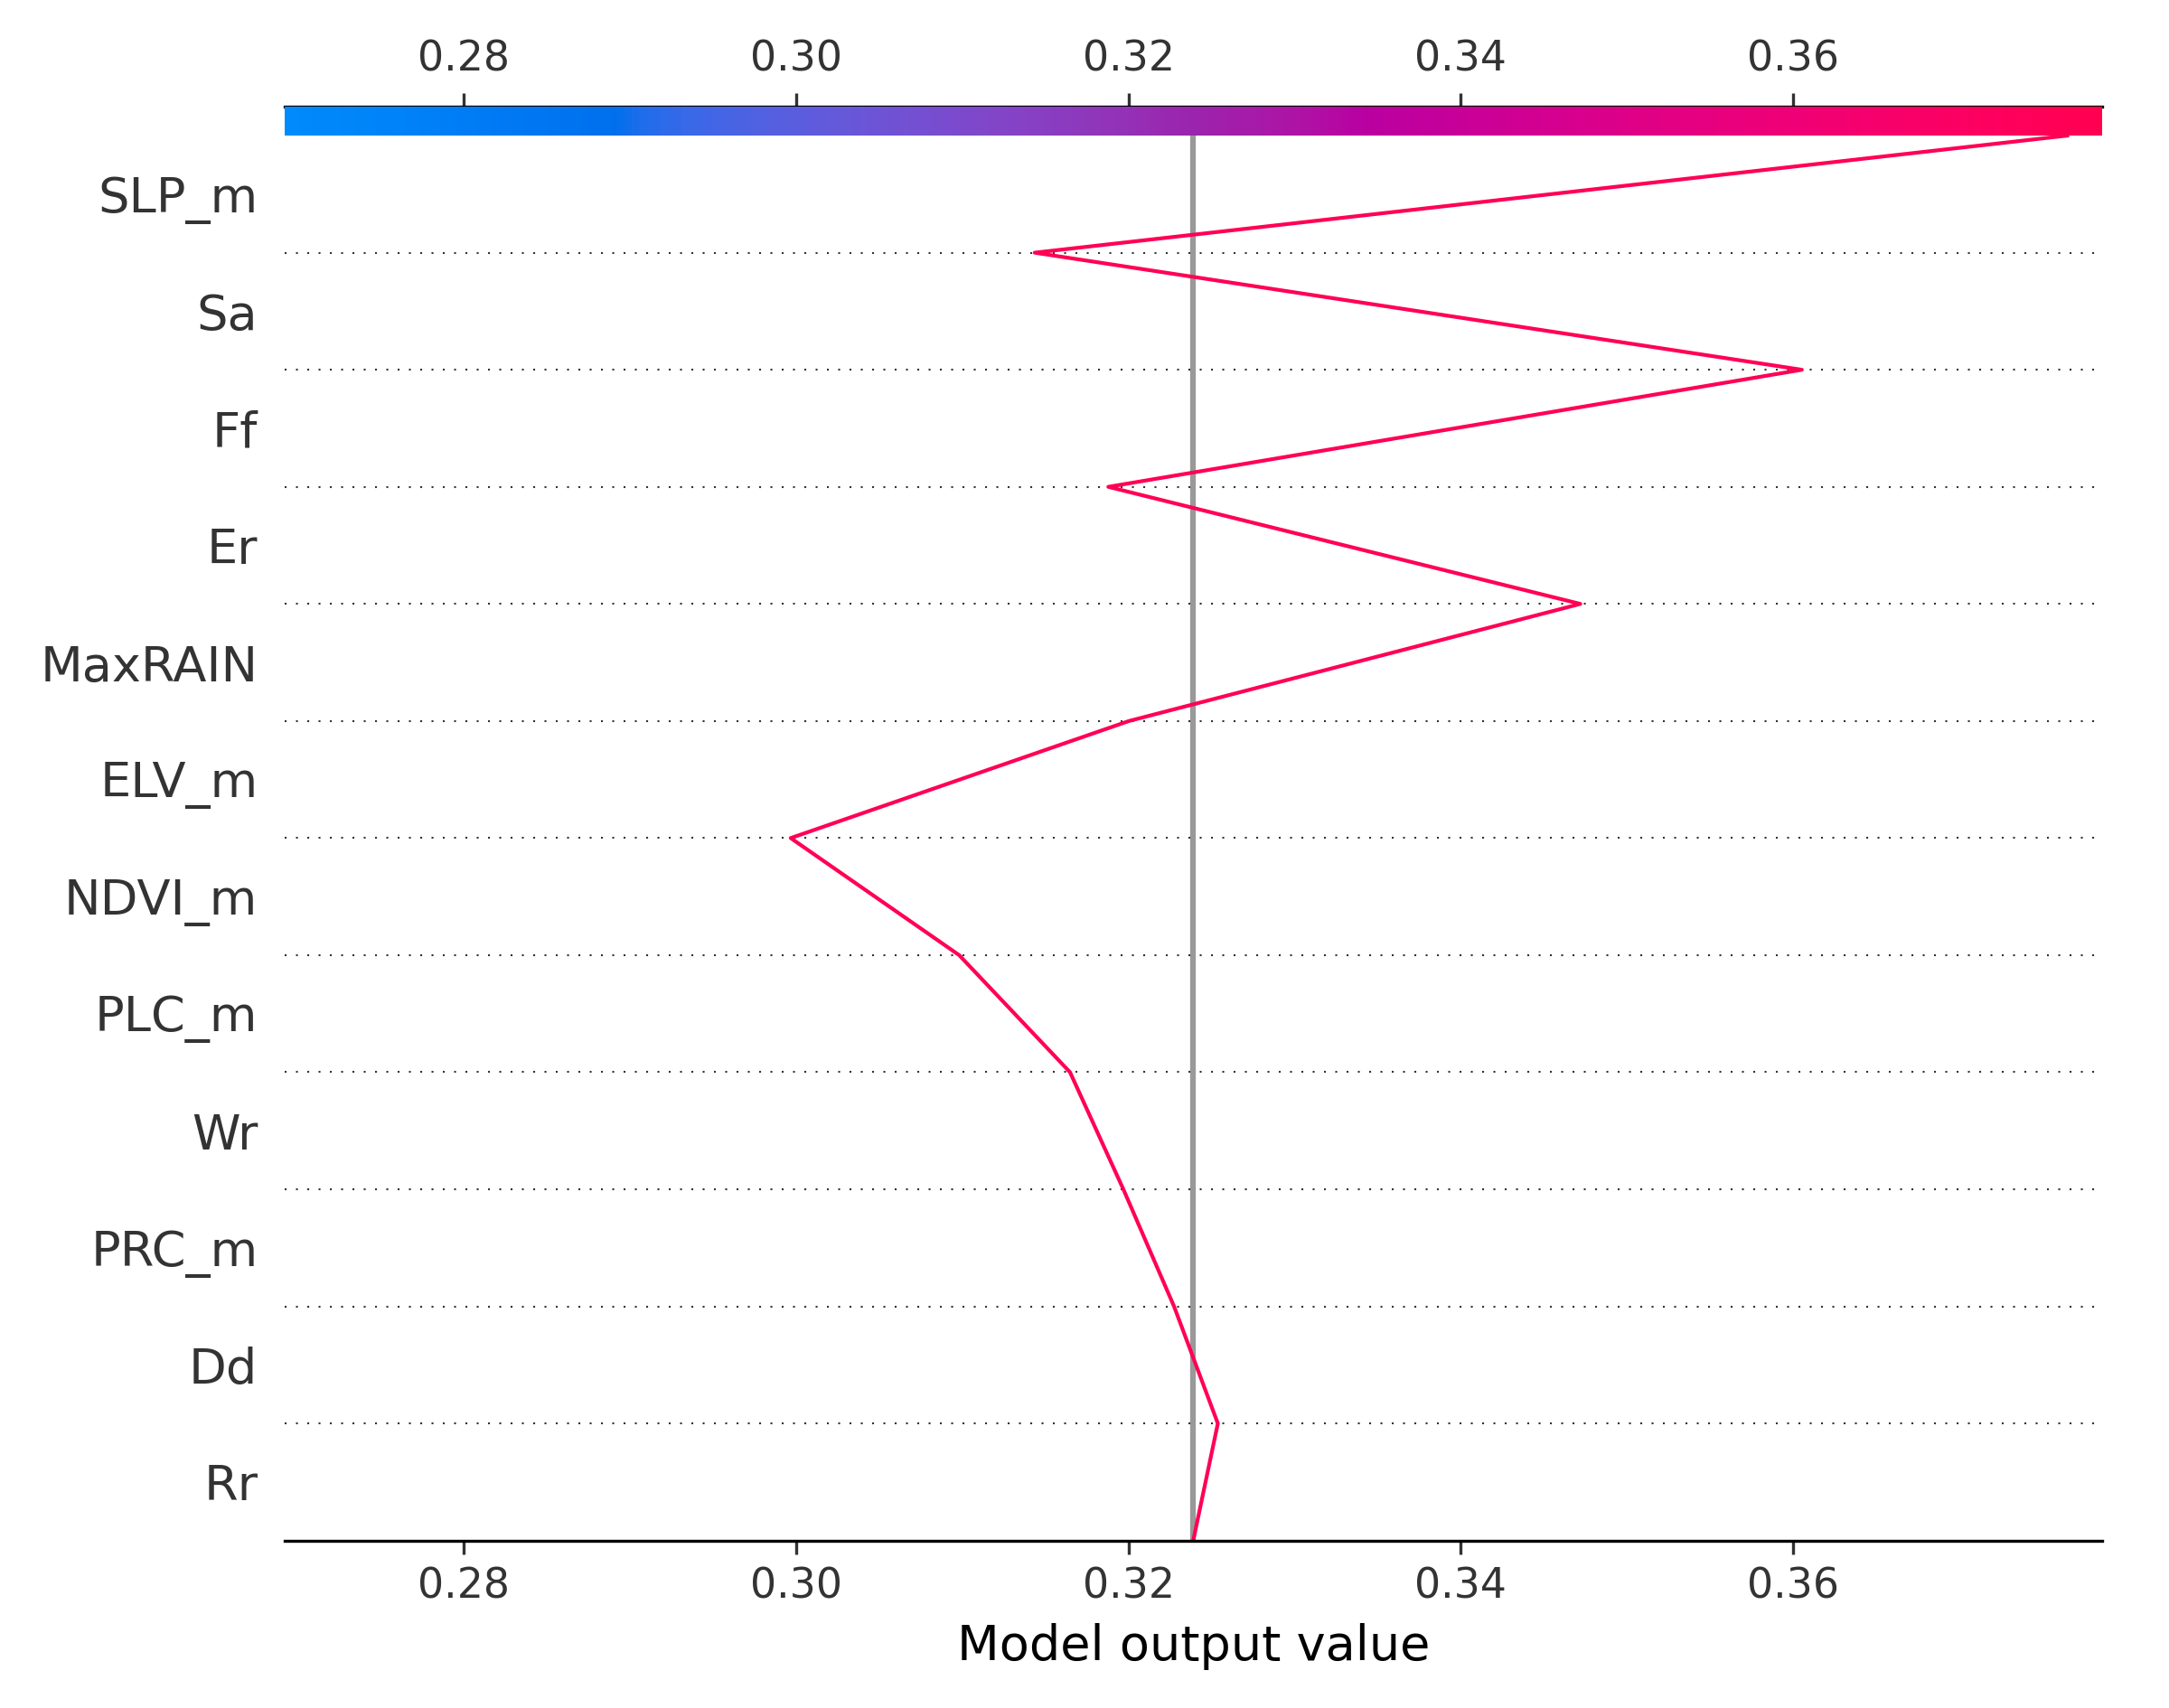 0.28 0.30 0.32 0.34 0.36
SLP_m
Sa
Ff
Er
MaxRAIN
ELV_m
NDVI_m
PLC_m
Wr
PRC_m
Dd
Rr
0.28 0.30 0.32 0.34 0.36
Model output value